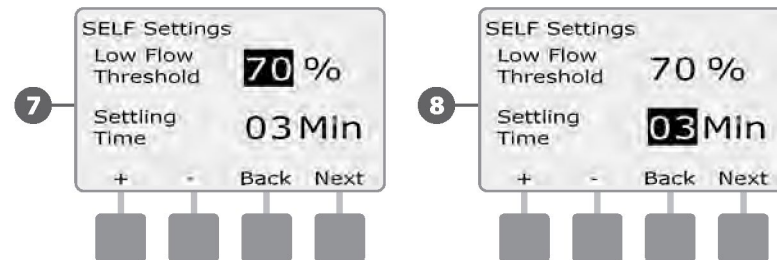 7
SELF Settings
Low Flow
Threshold
70 %
Settling
Time
03 Min
+ - Back Next
8
SELF Settings
Low Flow
Threshold
70 %
Settling
Time
03 Min
+ - Back Next